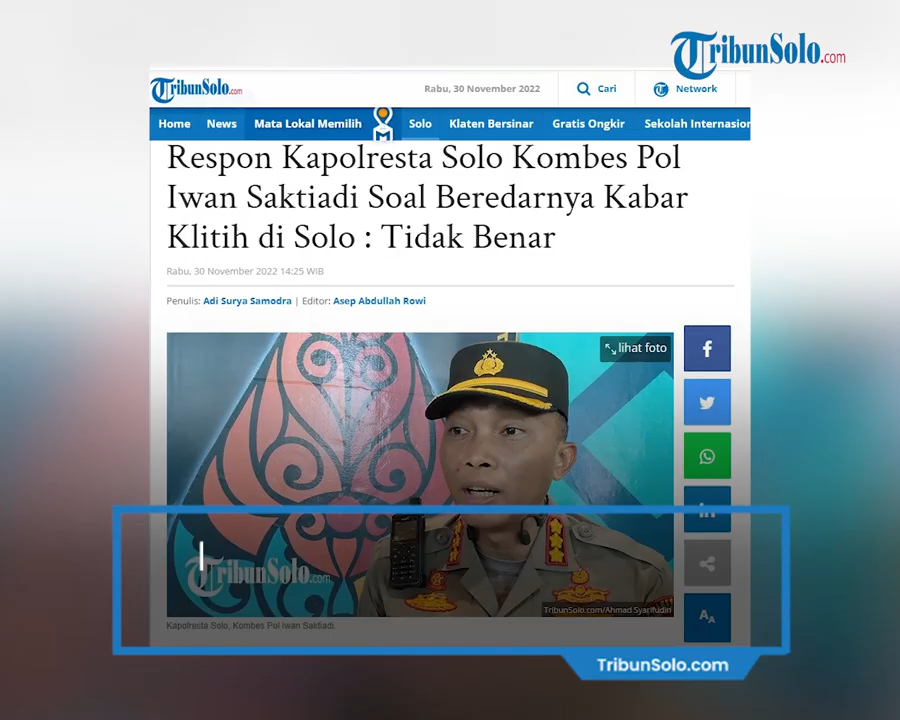 TribunSolo.com
TribunSolo.com
Rabu, 30 November 2022
Cari
Network
Home News Mata Lokal Memilih Solo Klaten Bersinar Gratis Ongkir Sekolah Internasion
Respon Kapolresta Solo Kombes Pol
Iwan Saktiadi Soal Beredarnya Kabar
Klitih di Solo : Tidak Benar
Rabu, 30 November 2022 14:25 WIB
Penulis: Adi Surya Samodra | Editor: Asep Abdullah Rowi
lihat foto
TribunSolo.com
TribunSolo.com/Ahmad Syarifudin
Kapolresta Solo, Kombes Pol Iwan Saktiadi.
AA
TribunSolo.com